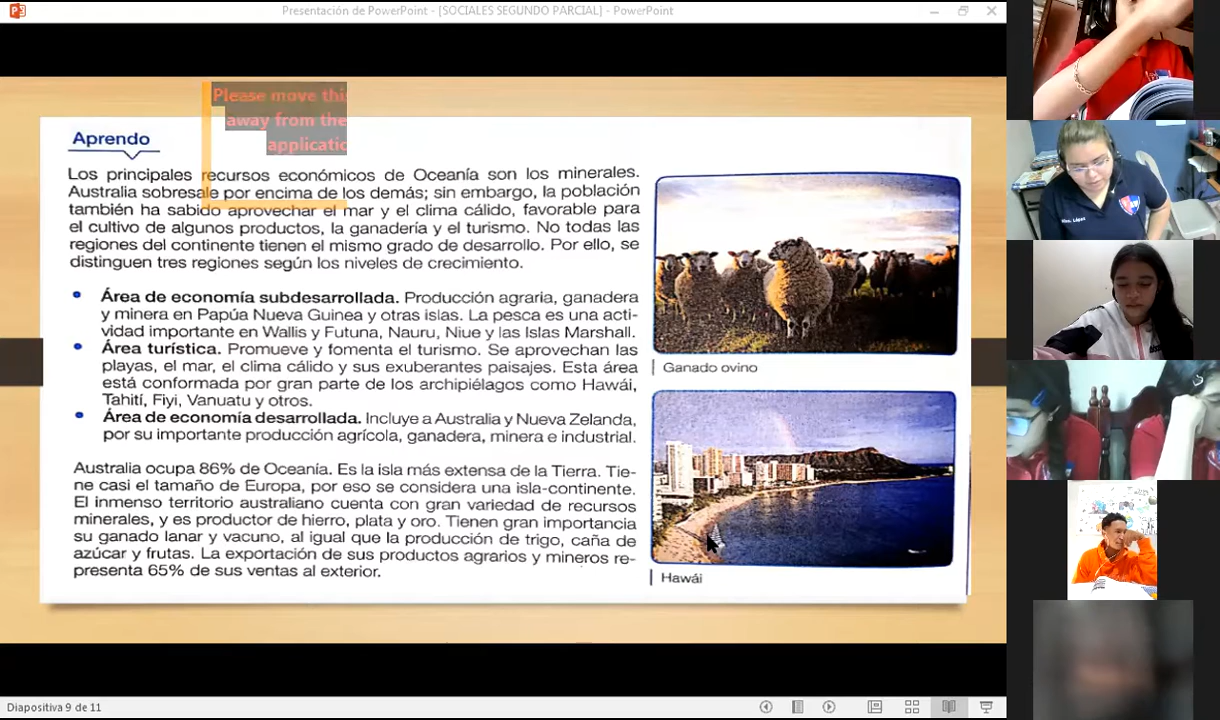 Presentación de PowerPoint - [SOCIALES SEGUNDO PARCIAL] - PowerPoint
Please move this
away from the
applicatio
Aprendo
Los principales recursos económicos de Oceanía son los minerales.
Australia sobresale por encima de los demás; sin embargo, la población
también ha sabido aprovechar el mar y el clima cálido, favorable para
el cultivo de algunos productos, la ganadería y el turismo. No todas las
regiones del continente tienen el mismo grado de desarrollo. Por ello, se
distinguen tres regiones según los niveles de crecimiento.
• Área de economía subdesarrollada. Producción agraria, ganadera
y minera en Papúa Nueva Guinea y otras islas. La pesca es una acti-
vidad importante en Wallis y Futuna, Nauru, Niue y las Islas Marshall.
• Área turística. Promueve y fomenta el turismo. Se aprovechan las
playas, el mar, el clima cálido y sus exuberantes paisajes. Esta área
está conformada por gran parte de los archipiélagos como Hawái,
Tahití, Fiyi, Vanuatu y otros.
• Área de economía desarrollada. Incluye a Australia y Nueva Zelanda,
por su importante producción agrícola, ganadera, minera e industrial.
Australia ocupa 86% de Oceanía. Es la isla más extensa de la Tierra. Tie-
ne casi el tamaño de Europa, por eso se considera una isla-continente.
El inmenso territorio australiano cuenta con gran variedad de recursos
minerales, y es productor de hierro, plata y oro. Tienen gran importancia
su ganado lanar y vacuno, al igual que la producción de trigo, caña de
azúcar y frutas. La exportación de sus productos agrarios y mineros re-
presenta 65% de sus ventas al exterior.
Ganado ovino
Hawái
Diapositiva 9 de 11